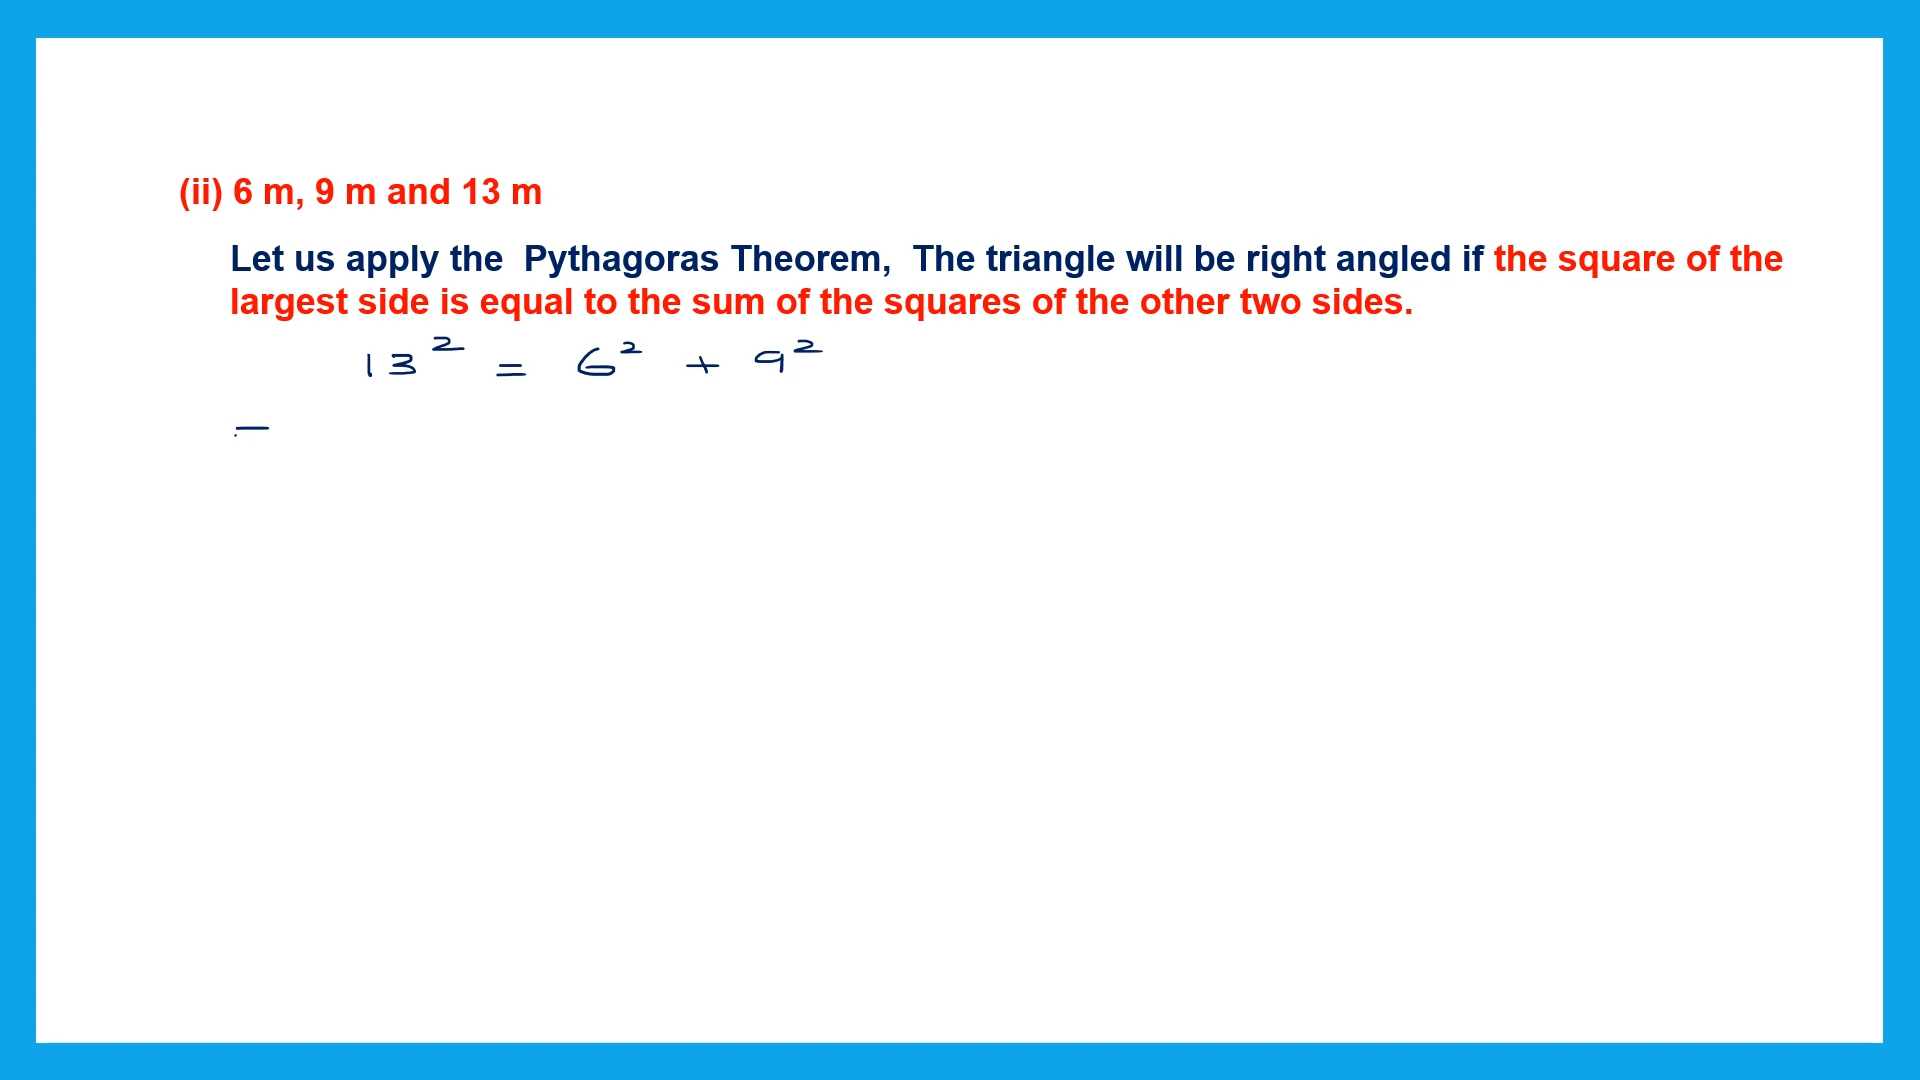 (ii) 6 m, 9 m and 13 m
Let us apply the Pythagoras Theorem, The triangle will be right angled if the square of the
largest side is equal to the sum of the squares of the other two sides.
13² = 6² + 9²